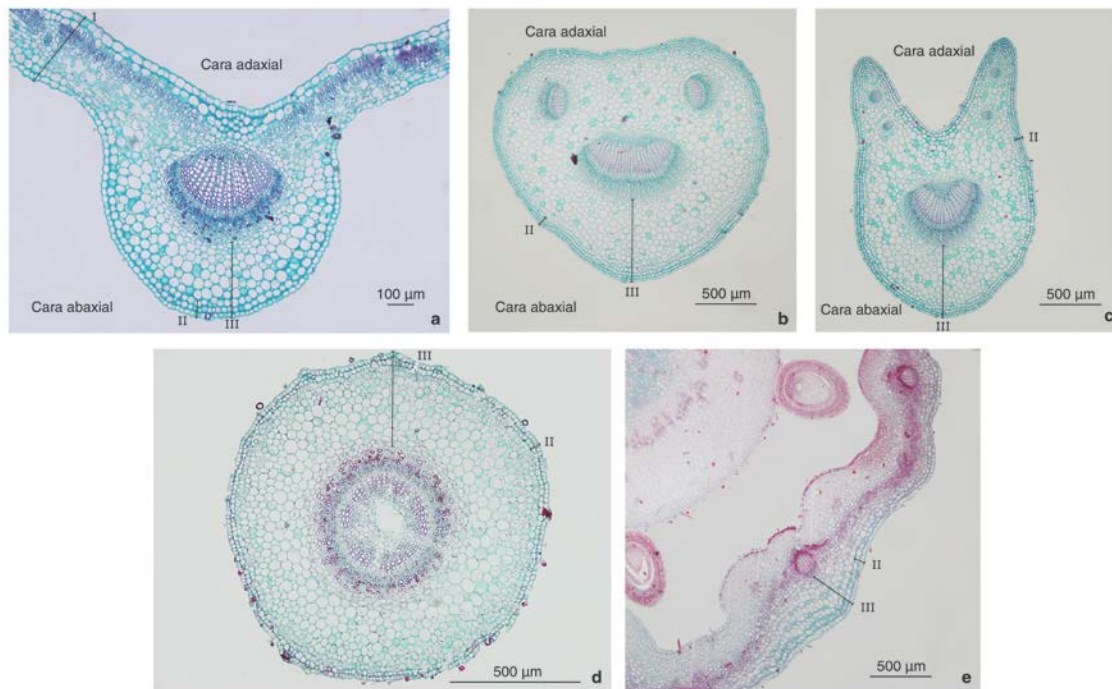 I
Cara adaxial
Cara abaxial
II
III
100 µm
a
Cara adaxial
II
III
Cara abaxial
500 µm
b
Cara adaxial
II
Cara abaxial
III
500 µm
c
III
II
500 µm
d
II
III
500 µm
e